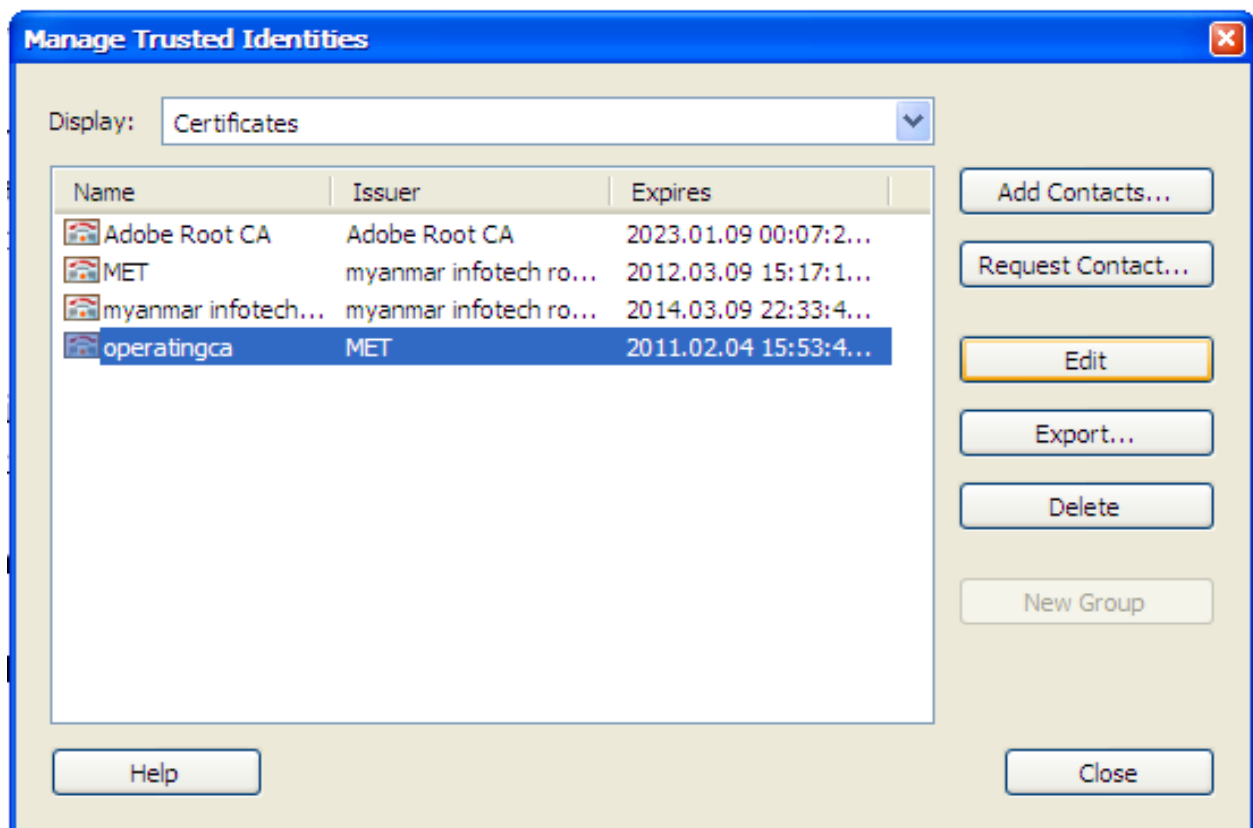 Manage Trusted Identities
Display: Certificates
Name Issuer Expires
Adobe Root CA Adobe Root CA 2023.01.09 00:07:2...
MET myanmar infotech ro... 2012.03.09 15:17:1...
myanmar infotech... myanmar infotech ro... 2014.03.09 22:33:4...
operatingca MET 2011.02.04 15:53:4...
Add Contacts...
Request Contact...
Edit
Export...
Delete
New Group
Help
Close